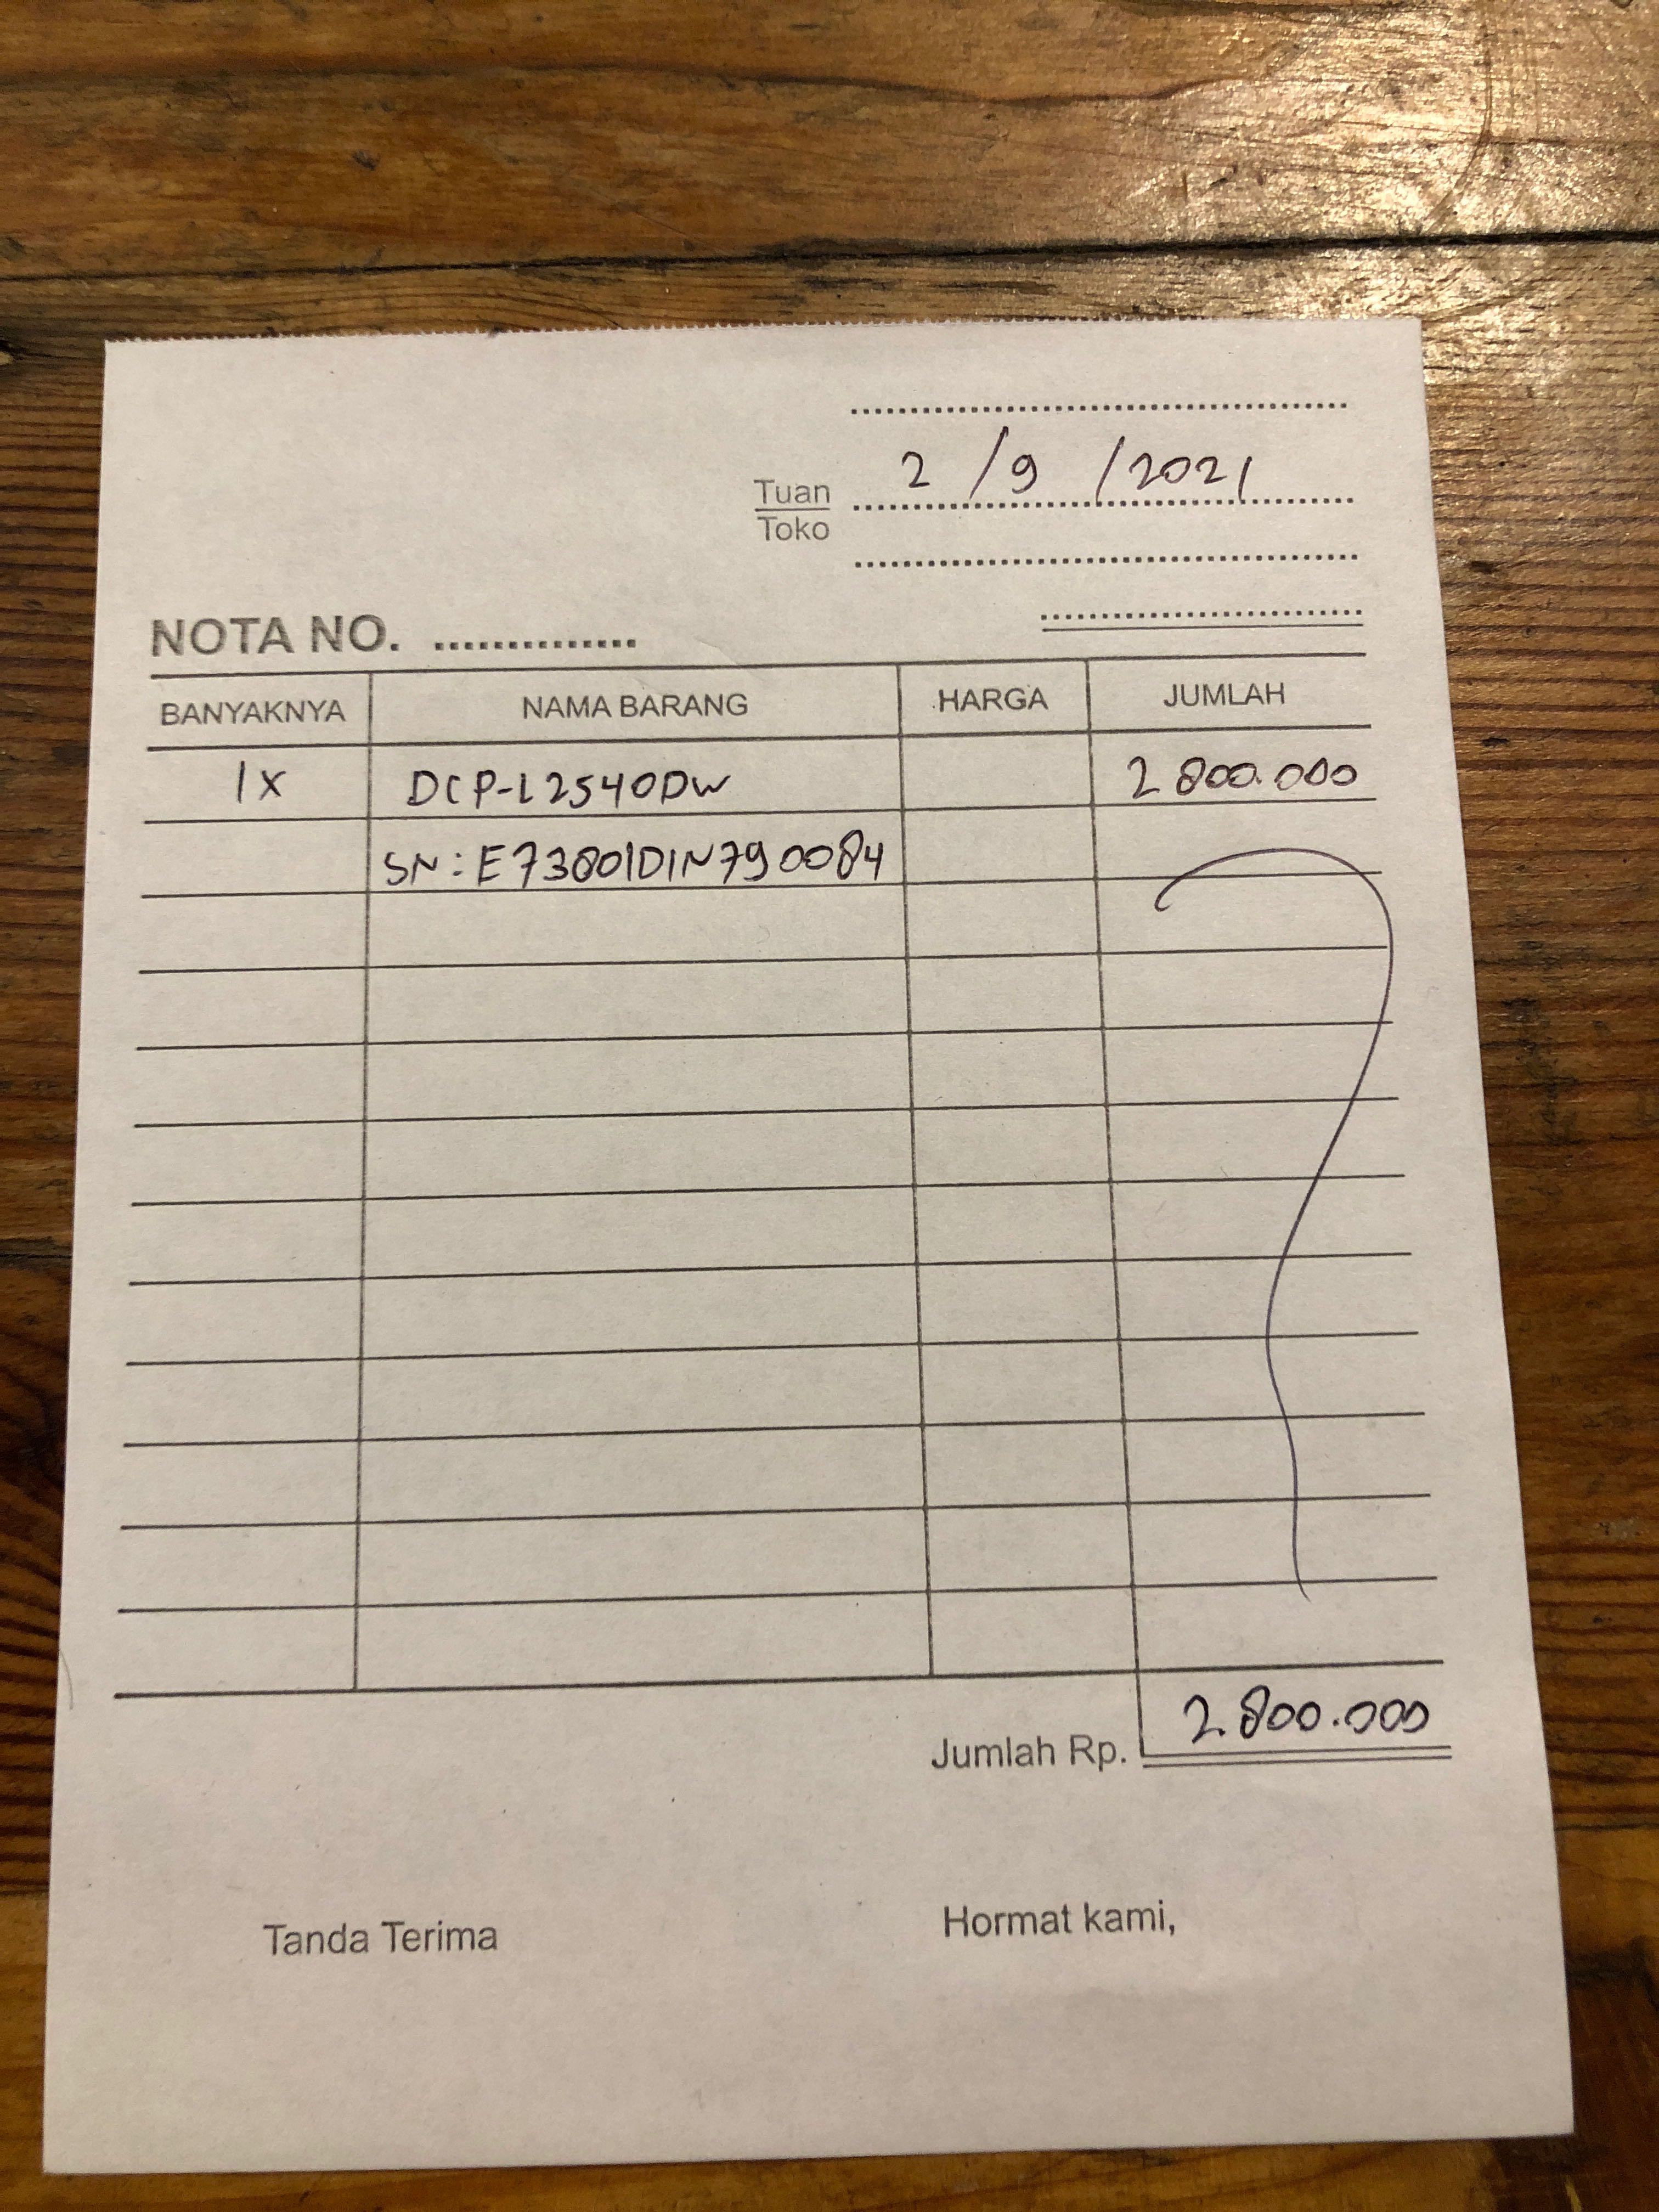 2 / 9 / 2021
Tuan
Toko
NOTA NO. ..............
BANYAKNYA NAMA BARANG HARGA JUMLAH
1X DCP-L2540DW 2 800.000
SN : E73801D1N790084
Jumlah Rp. 2.800.000
Tanda Terima Hormat kami,